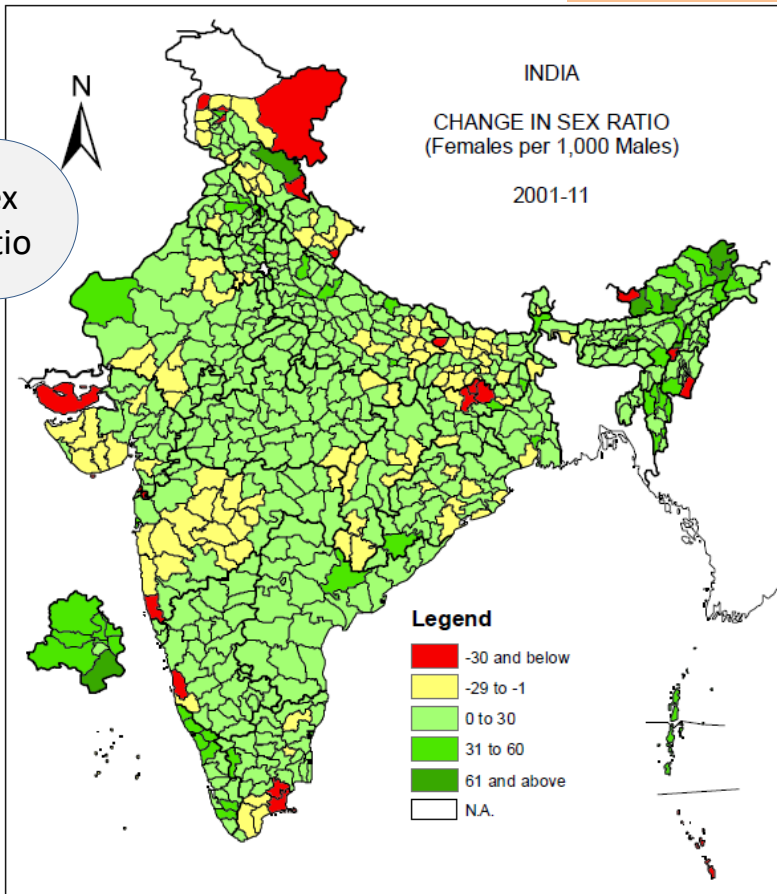 INDIA
CHANGE IN SEX RATIO
(Females per 1,000 Males)
2001-11
N
Legend
-30 and below
-29 to -1
0 to 30
31 to 60
61 and above
N.A.